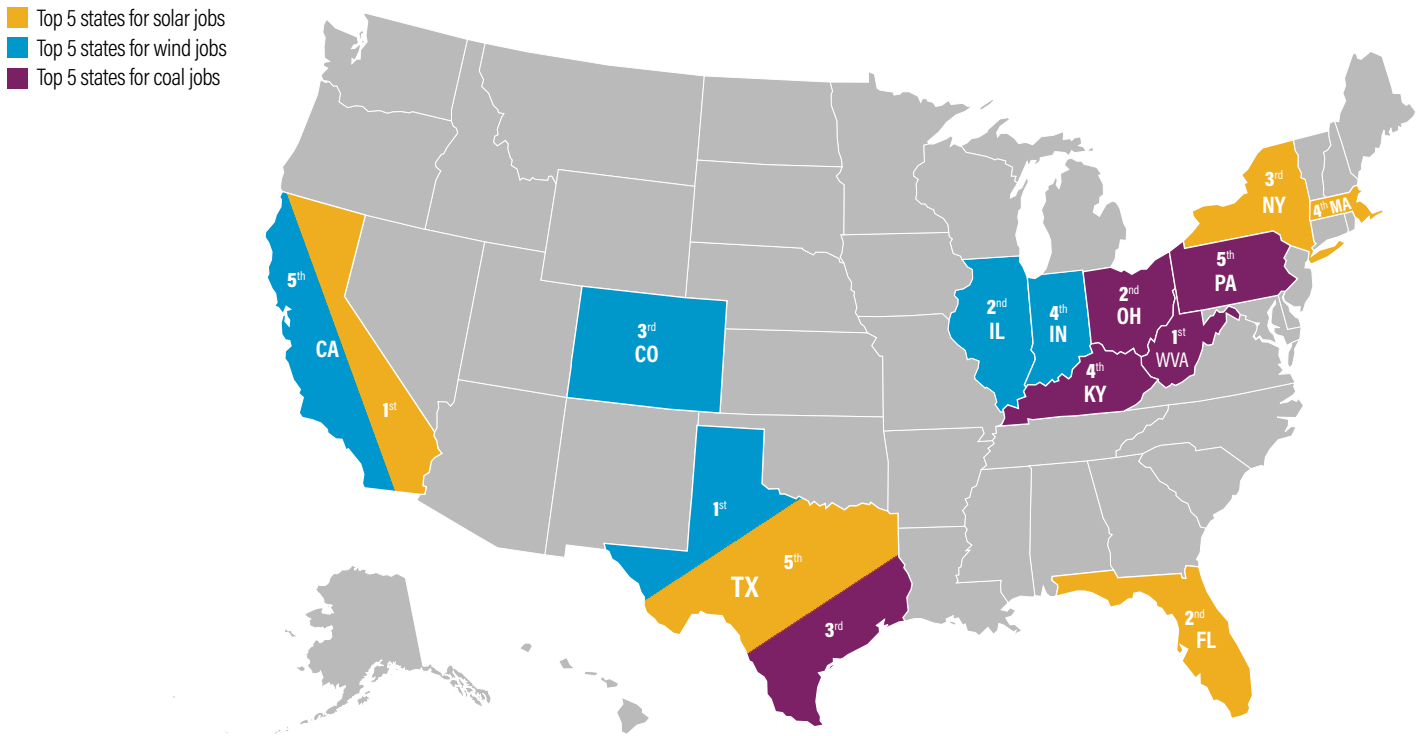 Top 5 states for solar jobs
Top 5 states for wind jobs
Top 5 states for coal jobs
5th
CA
1st
3rd
CO
1st
5th
TX
3rd
2nd
IL
4th
IN
2nd
OH
1st
WVA
4th
KY
5th
PA
3rd
NY
4th MA
2nd
FL